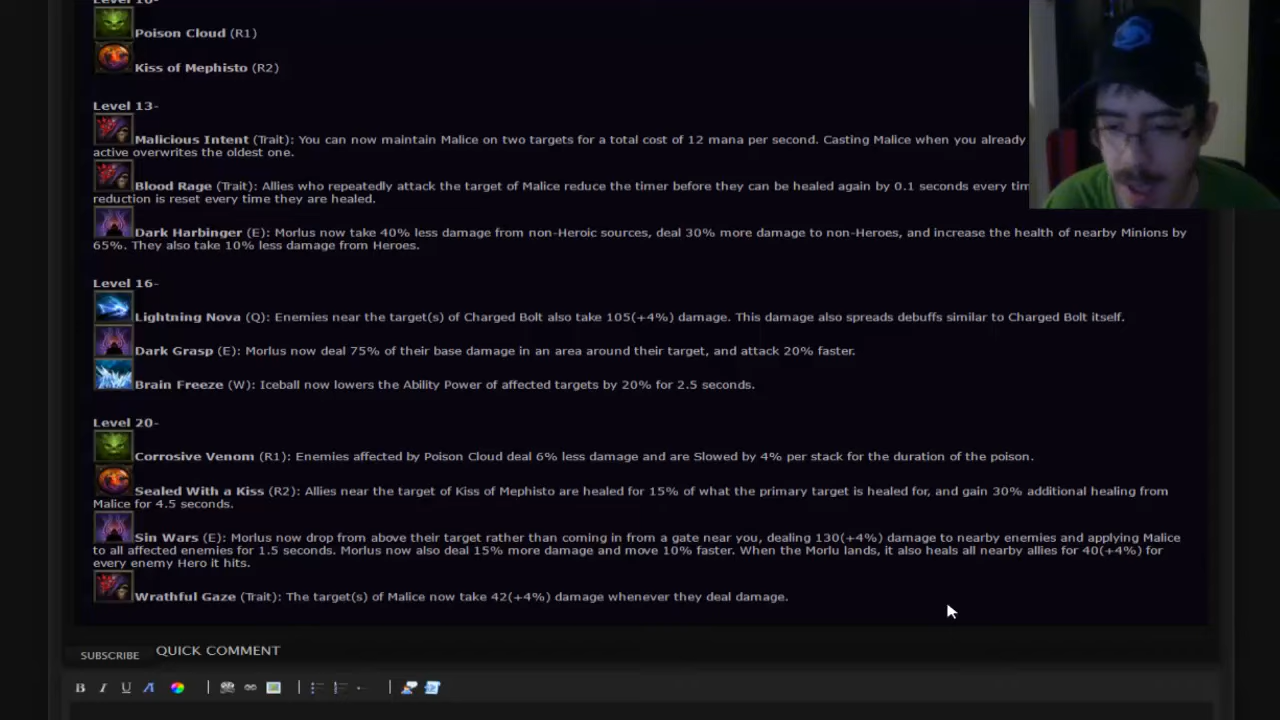 Level 10-
Poison Cloud (R1)
Kiss of Mephisto (R2)
Level 13-
Malicious Intent (Trait): You can now maintain Malice on two targets for a total cost of 12 mana per second. Casting Malice when you already
active overwrites the oldest one.
Blood Rage (Trait): Allies who repeatedly attack the target of Malice reduce the timer before they can be healed again by 0.1 seconds every
reduction is reset every time they are healed.
Dark Harbinger (E): Morlus now take 40% less damage from non-Heroic sources, deal 30% more damage to non-Heroes, and increase the health of nearby Minions by
65%. They also take 10% less damage from Heroes.
Level 16-
Lightning Nova (Q): Enemies near the target(s) of Charged Bolt also take 105(+4%) damage. This damage also spreads debuffs similar to Charged Bolt itself.
Dark Grasp (E): Morlus now deal 75% of their base damage in an area around their target, and attack 20% faster.
Brain Freeze (W): Iceball now lowers the Ability Power of affected targets by 20% for 2.5 seconds.
Level 20-
Corrosive Venom (R1): Enemies affected by Poison Cloud deal 6% less damage and are Slowed by 4% per stack for the duration of the poison.
Sealed With a Kiss (R2): Allies near the target of Kiss of Mephisto are healed for 15% of what the primary target is healed for, and gain 30% additional healing from
Malice for 4.5 seconds.
Sin Wars (E): Morlus now drop from above their target rather than coming in from a gate near you, dealing 130(+4%) damage to nearby enemies and applying Malice
to all affected enemies for 1.5 seconds. Morlus now also deal 15% more damage and move 10% faster. When the Morlu lands, it also heals all nearby allies for 40(+4%) for
every enemy Hero it hits.
Wrathful Gaze (Trait): The target(s) of Malice now take 42(+4%) damage whenever they deal damage.
SUBSCRIBE QUICK COMMENT
B I U A